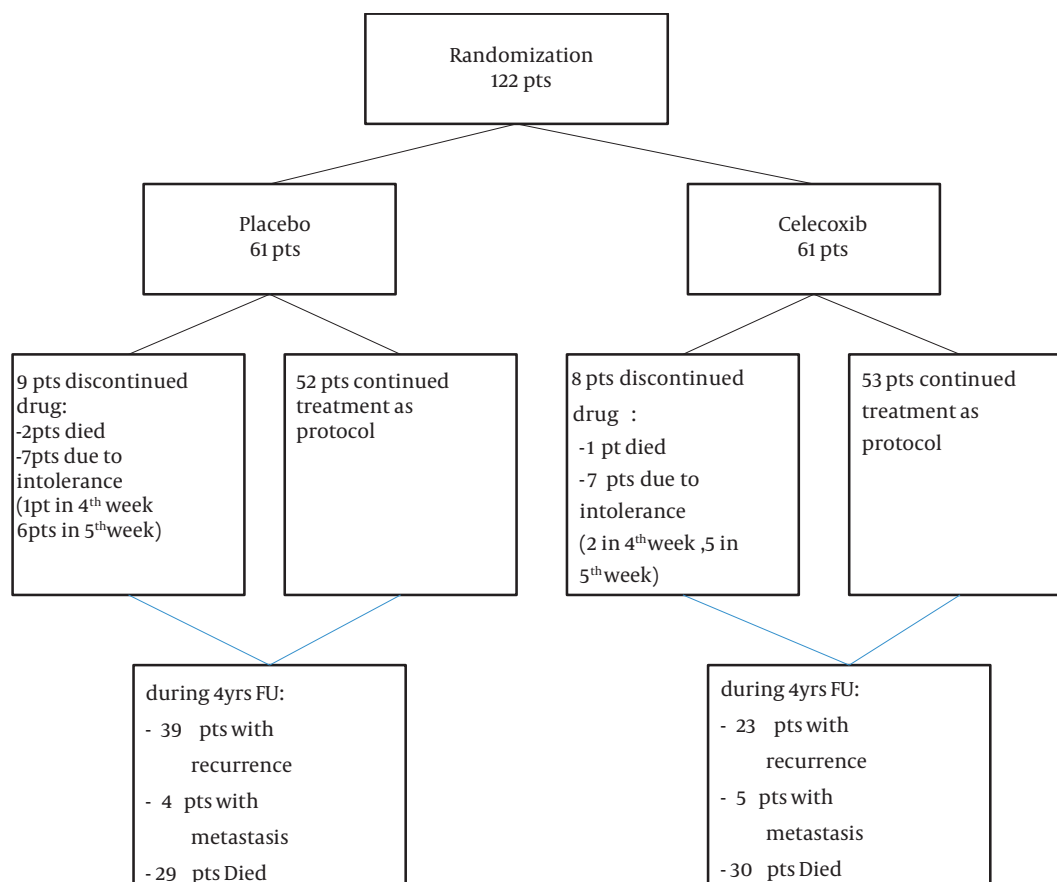 Randomization
122 pts
Placebo
61 pts
Celecoxib
61 pts
9 pts discontinued
drug:
-2pts died
-7pts due to
intolerance
(1pt in 4th week
6pts in 5th week)
52 pts continued
treatment as
protocol
8 pts discontinued
drug :
-1 pt died
-7 pts due to
intolerance
(2 in 4th week ,5 in
5th week)
53 pts continued
treatment as
protocol
during 4yrs FU:
- 39 pts with
recurrence
- 4 pts with
metastasis
- 29 pts Died
during 4yrs FU:
- 23 pts with
recurrence
- 5 pts with
metastasis
- 30 pts Died